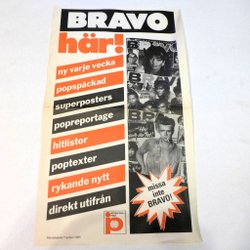 BRAVO
här!
ny varje vecka
popspäckad
superposters
popreportage
hitlistor
poptexter
rykande nytt
direkt utifrån
missa
inte
BRAVO!